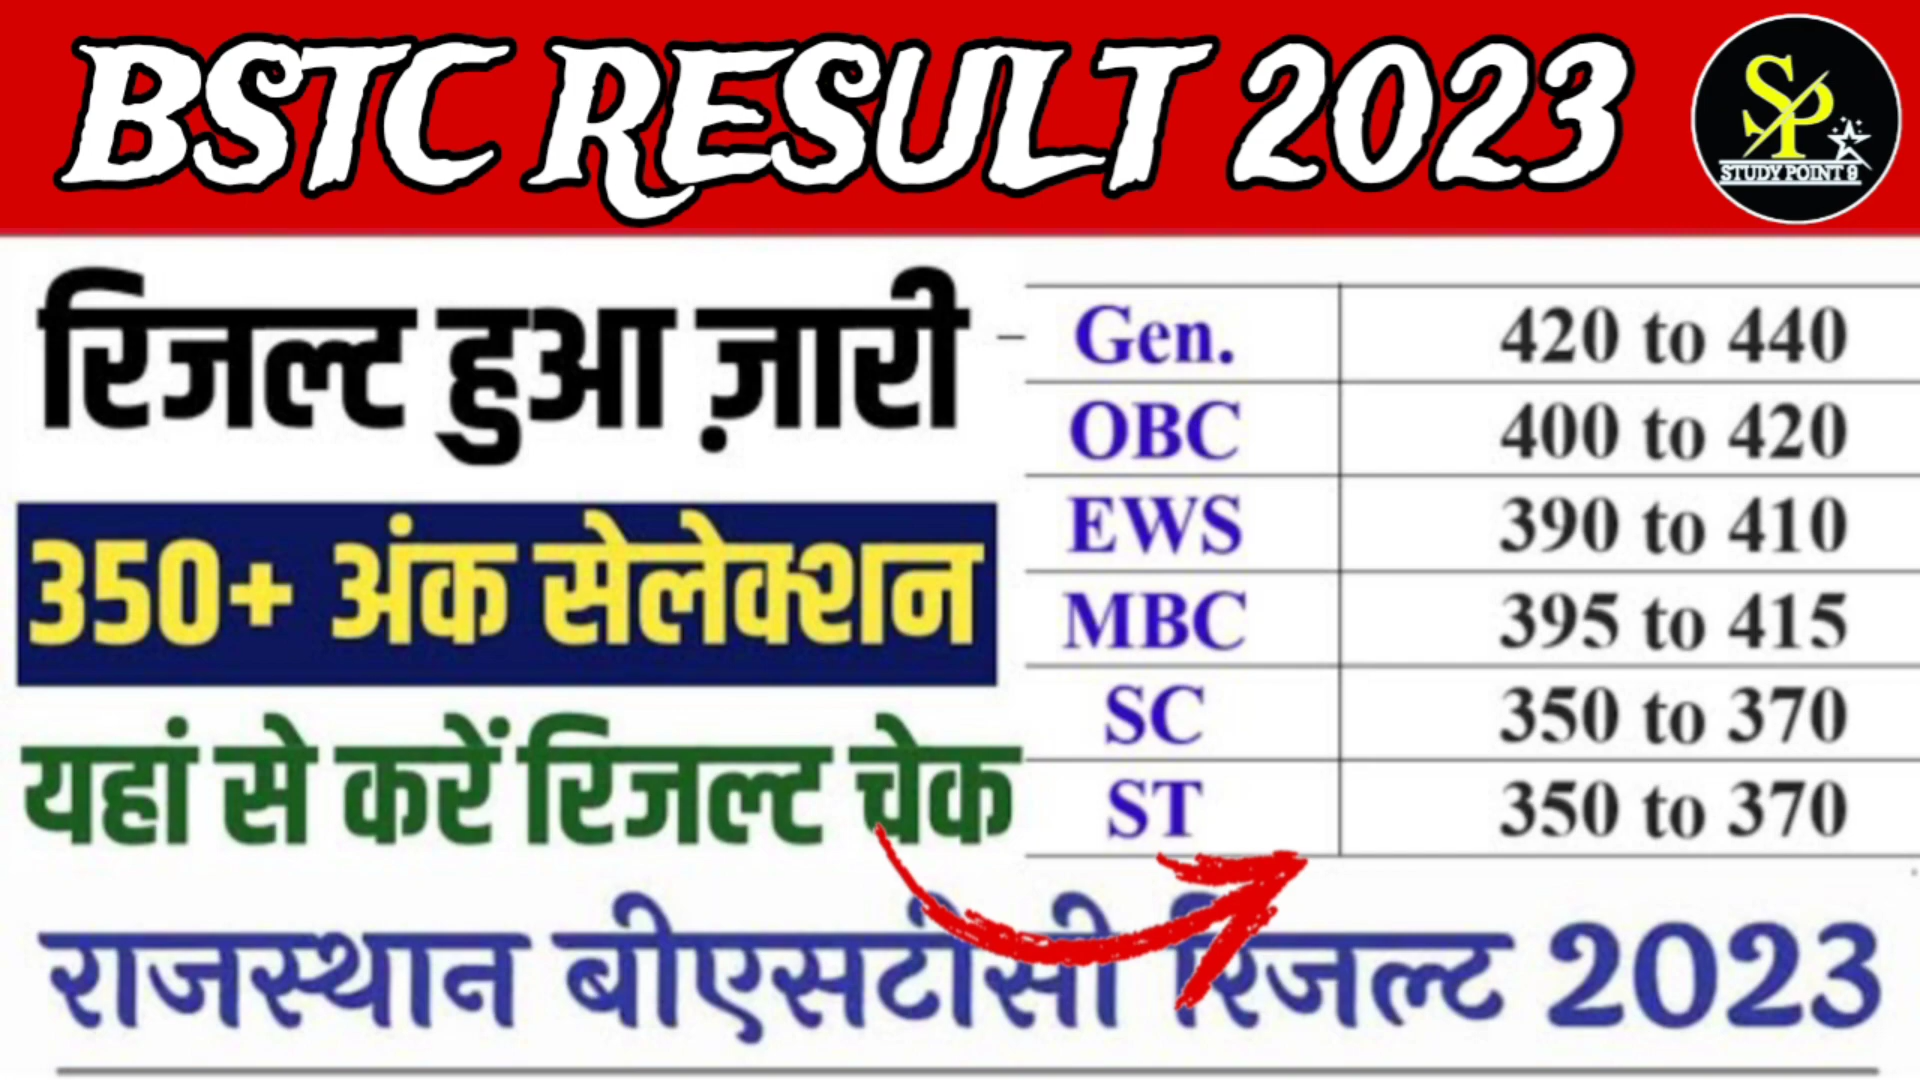 BSTC RESULT 2023
SP
STUDY POINT 9
रिजल्ट हुआ ज़ारी
350+ अंक सेलेक्शन
यहां से करें रिजल्ट चेक
– Gen. 420 to 440
OBC 400 to 420
EWS 390 to 410
MBC 395 to 415
SC 350 to 370
ST 350 to 370
राजस्थान बीएसटीसी रिजल्ट 2023